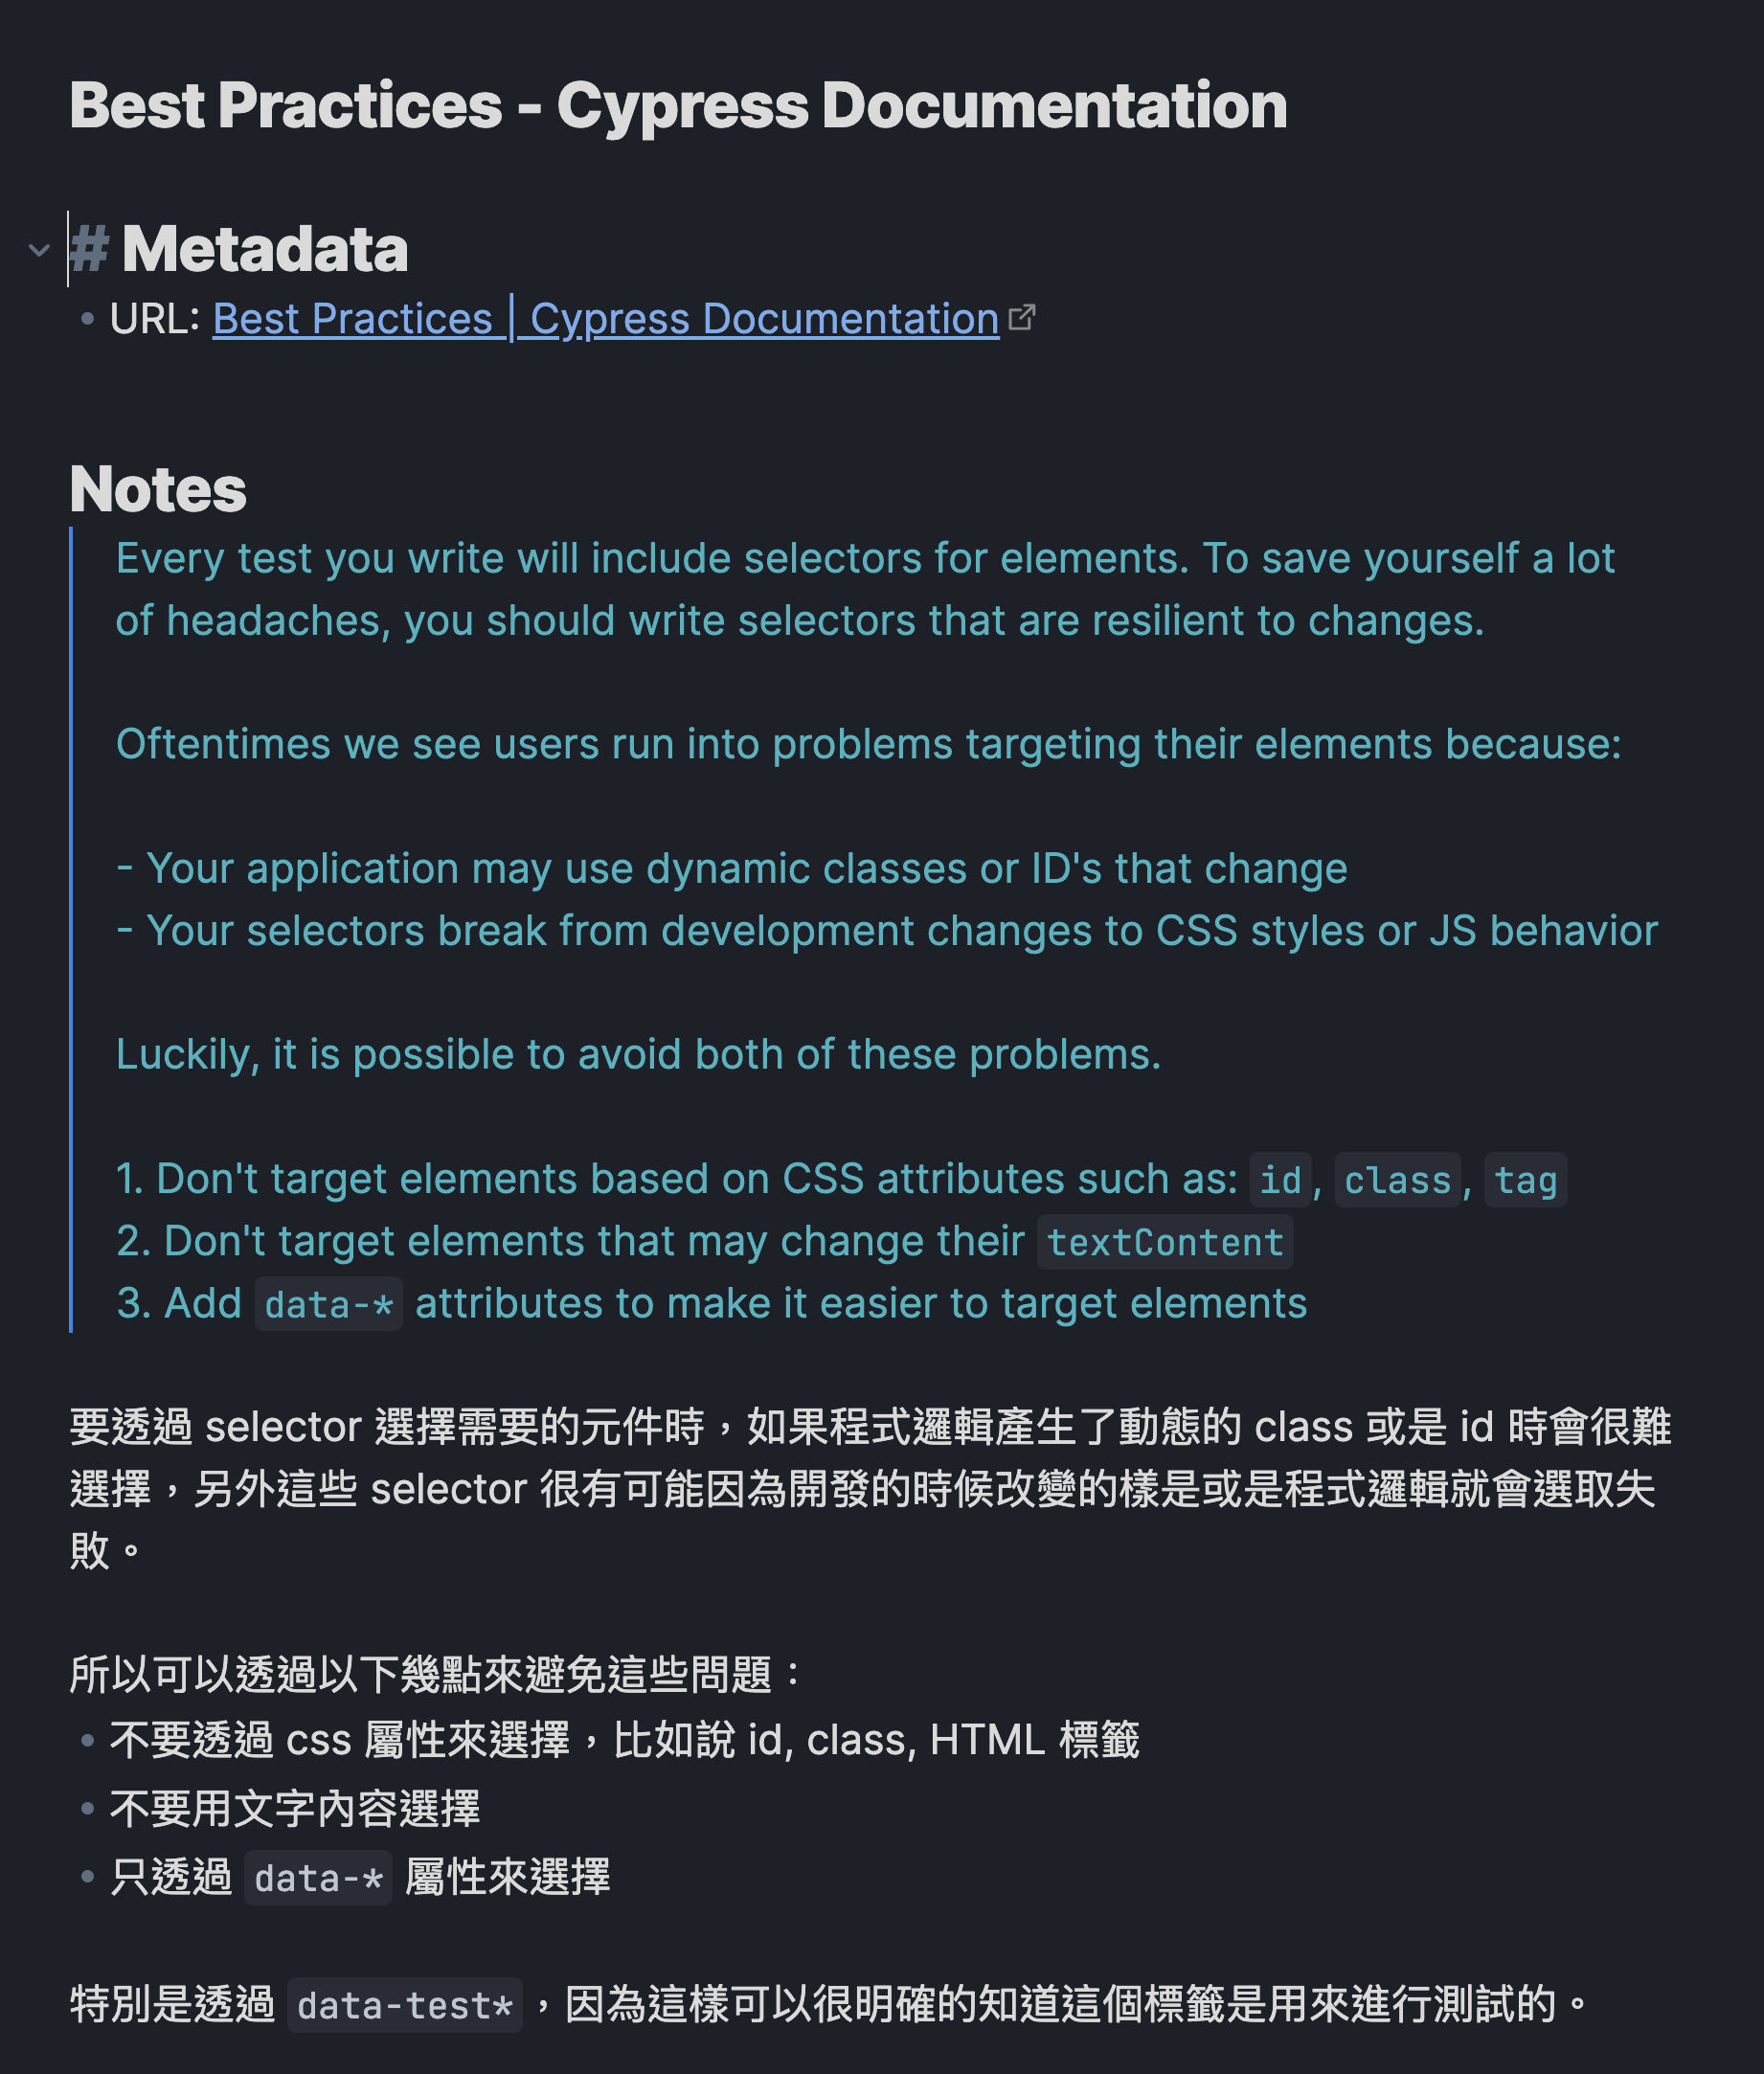 Best Practices - Cypress Documentation
# Metadata
• URL: Best Practices | Cypress Documentation
Notes
Every test you write will include selectors for elements. To save yourself a lot
of headaches, you should write selectors that are resilient to changes.
Oftentimes we see users run into problems targeting their elements because:
- Your application may use dynamic classes or ID's that change
- Your selectors break from development changes to CSS styles or JS behavior
Luckily, it is possible to avoid both of these problems.
1. Don't target elements based on CSS attributes such as: id, class, tag
2. Don't target elements that may change their textContent
3. Add data-* attributes to make it easier to target elements
要透過 selector 選擇需要的元件時，如果程式邏輯產生了動態的 class 或是 id 時會很難
選擇，另外這些 selector 很有可能因為開發的時候改變的樣是或是程式邏輯就會選取失
敗。
所以可以透過以下幾點來避免這些問題：
• 不要透過 css 屬性來選擇，比如說 id, class, HTML 標籤
• 不要用文字內容選擇
• 只透過 data-* 屬性來選擇
特別是透過 data-test*，因為這樣可以很明確的知道這個標籤是用來進行測試的。